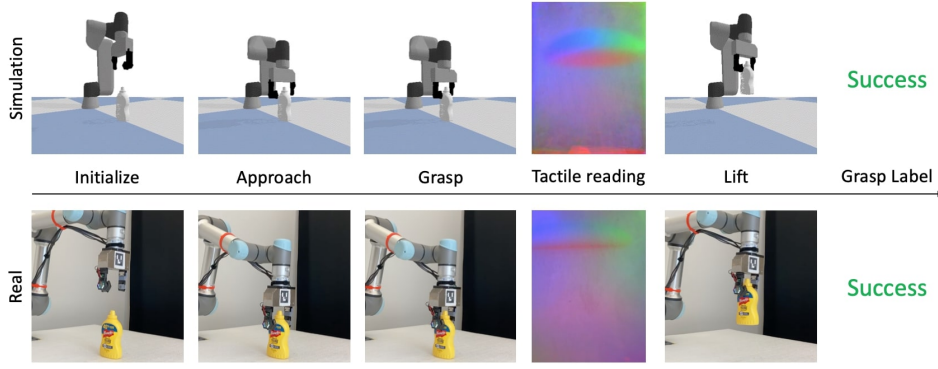 Simulation
Success
Initialize
Approach
Grasp
Tactile reading
Lift
Grasp Label
Real
Success